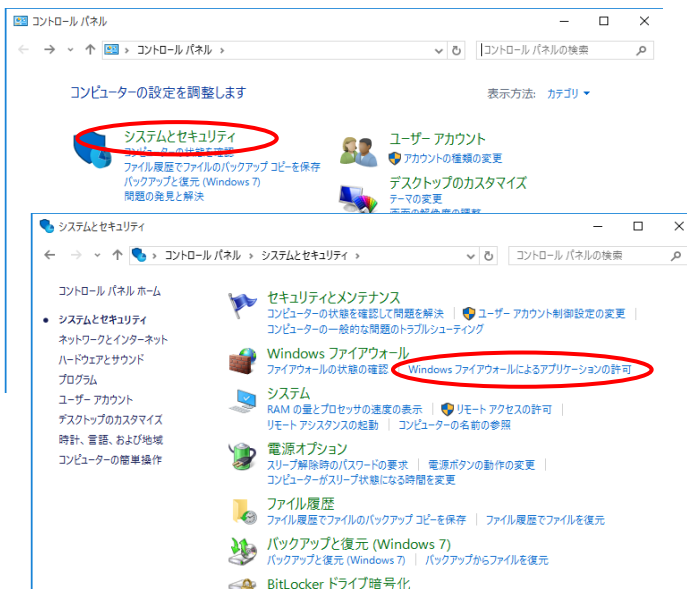 コントロール パネル
コントロール パネル
コントロール パネルの検索
コンピューターの設定を調整します
表示方法: カテゴリ
システムとセキュリティ
コンピューターの状態を確認
ファイル履歴でファイルのバックアップ コピーを保存
バックアップと復元 (Windows 7)
問題の発見と解決
ユーザー アカウント
アカウントの種類の変更
デスクトップのカスタマイズ
テーマの変更
画面の解像度の調整
システムとセキュリティ
コントロール パネル › システムとセキュリティ ›
コントロール パネルの検索
コントロール パネル ホーム
システムとセキュリティ
ネットワークとインターネット
ハードウェアとサウンド
プログラム
ユーザー アカウント
デスクトップのカスタマイズ
時計、言語、および地域
コンピューターの簡単操作
セキュリティとメンテナンス
コンピューターの状態を確認して問題を解決 | ユーザー アカウント制御設定の変更 |
コンピューターの一般的な問題のトラブルシューティング
Windows ファイアウォール
ファイアウォールの状態の確認 Windows ファイアウォールによるアプリケーションの許可
システム
RAM の量とプロセッサの速度の表示 | リモート アクセスの許可 |
リモート アシスタンスの起動 | コンピューターの名前の参照
電源オプション
スリープ解除時のパスワードの要求 | 電源ボタンの動作の変更 |
コンピューターがスリープ状態になる時間を変更
ファイル履歴
ファイル履歴でファイルのバックアップ コピーを保存 | ファイル履歴でファイルを復元
バックアップと復元 (Windows 7)
バックアップと復元 (Windows 7) | バックアップからファイルを復元
BitLocker ドライブ暗号化